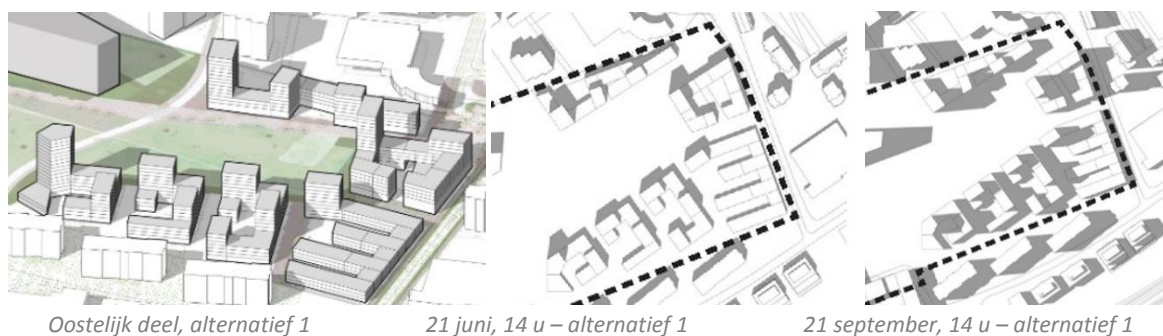 Oostelijk deel, alternatief 1
21 juni, 14 u – alternatief 1
21 september, 14 u – alternatief 1